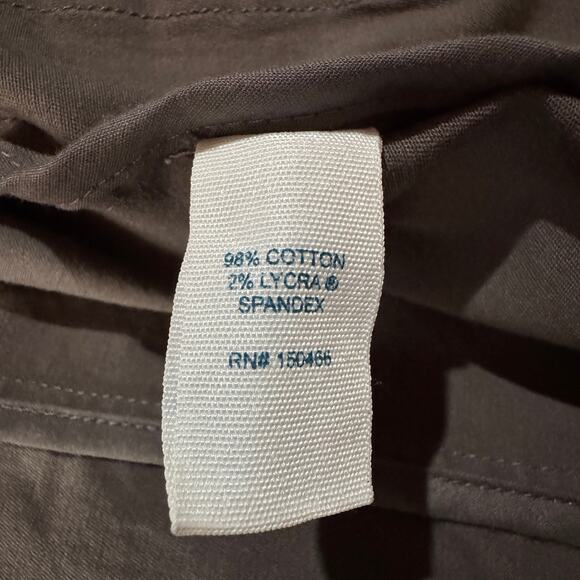 98% COTTON
2% LYCRA®
SPANDEX
RN# 150466